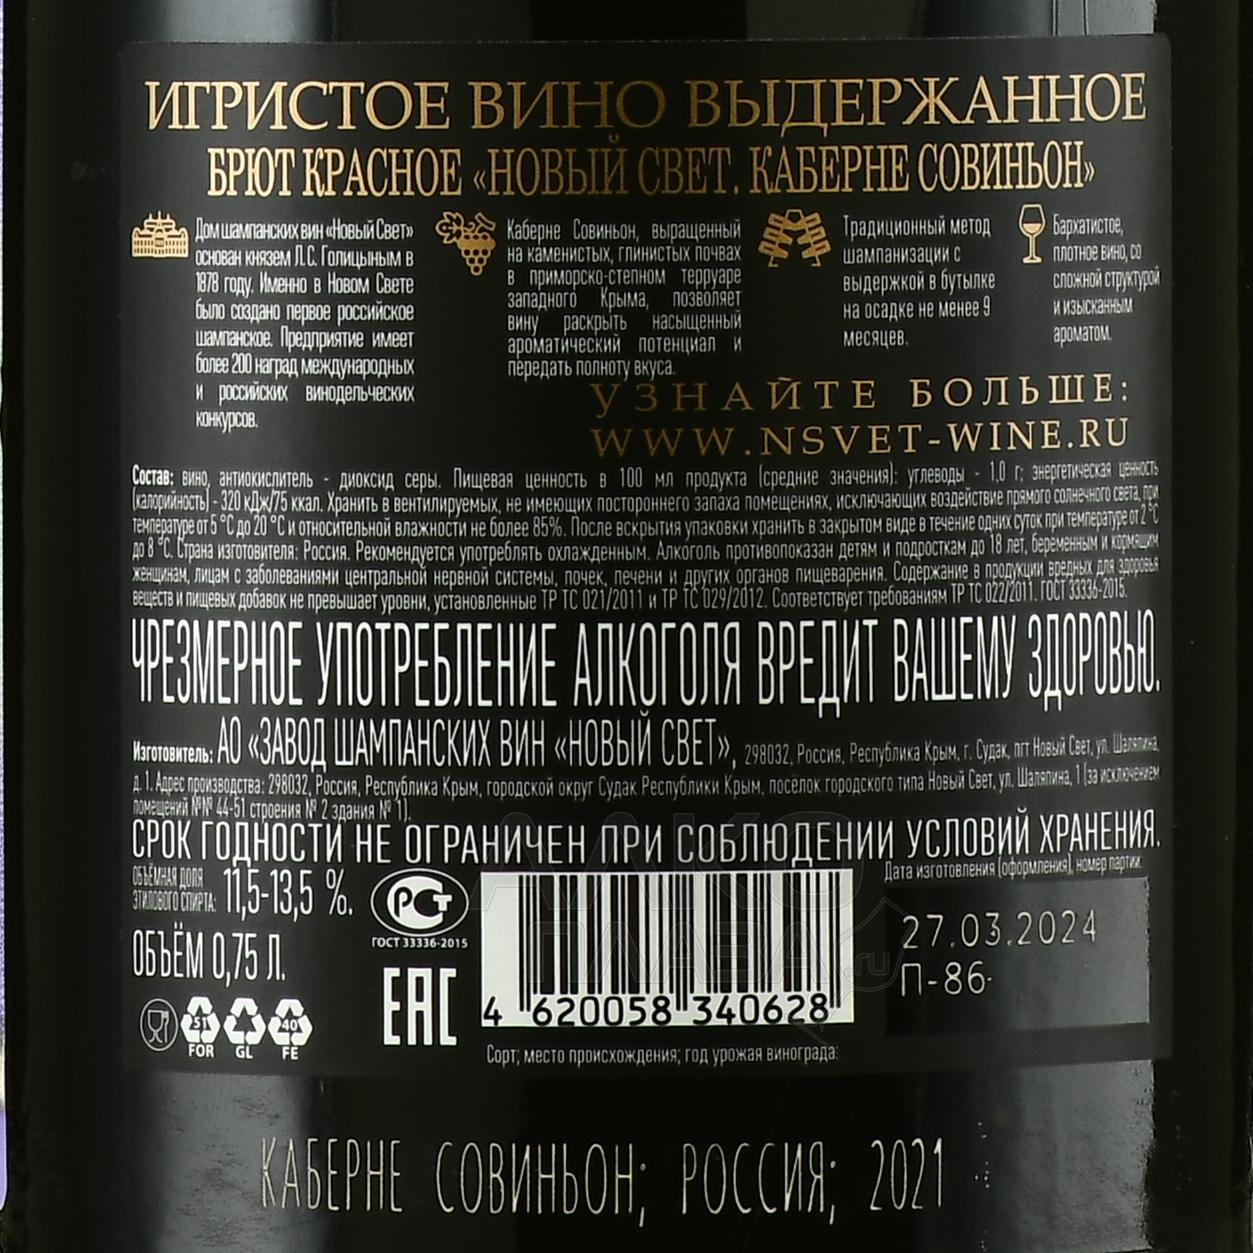 ИГРИСТОЕ ВИНО ВЫДЕРЖАННОЕ
БРЮТ КРАСНОЕ «НОВЫЙ СВЕТ. КАБЕРНЕ СОВИНЬОН»
Дом шампанских вин «Новый Свет»
основан князем Л.С. Голицыным в
1878 году. Именно в Новом Свете
было создано первое российское
шампанское. Предприятие имеет
более 200 наград международных
и российских винодельческих
конкурсов.
Каберне Совиньон, выращенный
на каменистых, глинистых почвах
в приморско-степном терруаре
западного Крыма, позволяет
вину раскрыть насыщенный
ароматический потенциал и
передать полноту вкуса.
Традиционный метод
шампанизации с
выдержкой в бутылке
на осадке не менее 9
месяцев.
Бархатистое,
плотное вино, со
сложной структурой
и изысканным
ароматом.
УЗНАЙТЕ БОЛЬШЕ:
WWW.NSVET-WINE.RU
Состав: вино, антиокислитель - диоксид серы. Пищевая ценность в 100 мл продукта (средние значения): углеводы - 1,0 г; энергетическая ценность
(калорийность) - 320 кДж/75 ккал. Хранить в вентилируемых, не имеющих постороннего запаха помещениях, исключающих воздействие прямого солнечного света, при
температуре от 5 °С до 20 °С и относительной влажности не более 85%. После вскрытия упаковки хранить в закрытом виде в течение одних суток при температуре от 2 °С
до 8 °С. Страна изготовителя: Россия. Рекомендуется употреблять охлажденным. Алкоголь противопоказан детям и подросткам до 18 лет, беременным и кормящим
женщинам, лицам с заболеваниями центральной нервной системы, почек, печени и других органов пищеварения. Содержание в продукции вредных для здоровья
веществ и пищевых добавок не превышает уровни, установленные ТР ТС 021/2011 и ТР ТС 029/2012. Соответствует требованиям ТР ТС 022/2011. ГОСТ 33336-2015.
ЧРЕЗМЕРНОЕ УПОТРЕБЛЕНИЕ АЛКОГОЛЯ ВРЕДИТ ВАШЕМУ ЗДОРОВЬЮ.
Изготовитель: АО «ЗАВОД ШАМПАНСКИХ ВИН «НОВЫЙ СВЕТ», 298032, Россия, Республика Крым, г. Судак, пгт Новый Свет, ул. Шаляпина,
д. 1. Адрес производства: 298032, Россия, Республика Крым, городской округ Судак Республики Крым, посёлок городского типа Новый Свет, ул. Шаляпина, 1 (за исключением
помещений №№ 44-51 строения № 2 здания № 1).
СРОК ГОДНОСТИ НЕ ОГРАНИЧЕН ПРИ СОБЛЮДЕНИИ УСЛОВИЙ ХРАНЕНИЯ.
ОБЪЁМНАЯ ДОЛЯ
ЭТИЛОВОГО СПИРТА: 11,5-13,5 %.
ОБЪЁМ 0,75 Л.
РСТ
ГОСТ 33336-2015
ЕАС
51
FOR
GL
40
FE
4 620058 340628
Дата изготовления (оформления), номер партии:
27.03.2024
П-86
АЛКО
ПЛАЗА.ru
Сорт; место происхождения; год урожая винограда:
КАБЕРНЕ СОВИНЬОН; РОССИЯ; 2021